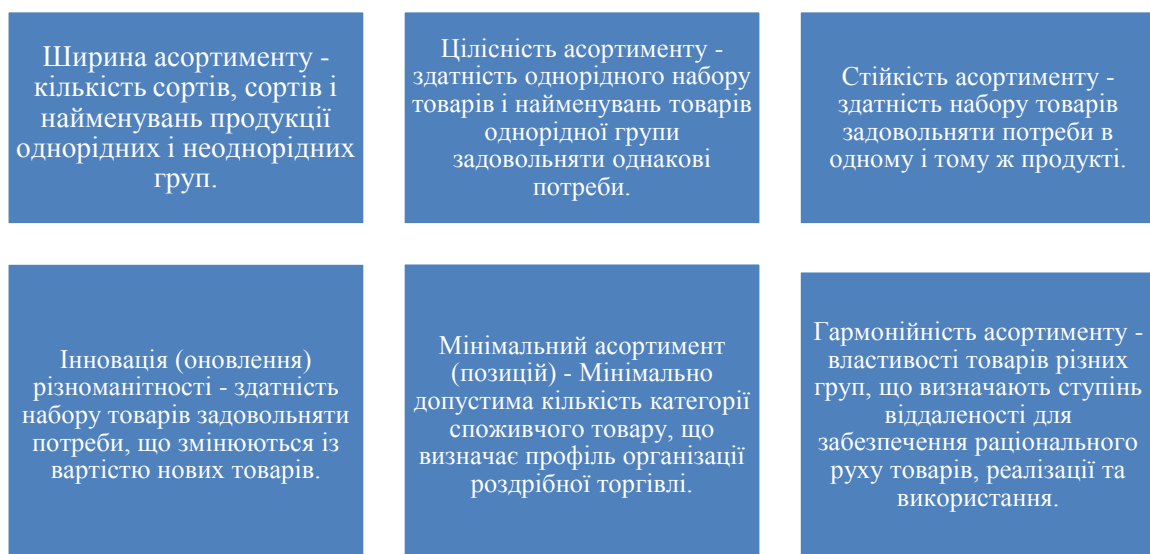 Ширина асортименту -
кількість сортів, сортів і
найменувань продукції
однорідних і неоднорідних
груп.
Цілісність асортименту -
здатність однорідного набору
товарів і найменувань товарів
однорідної групи
задовольняти однакові
потреби.
Стійкість асортименту -
здатність набору товарів
задовольняти потреби в
одному і тому ж продукті.
Інновація (оновлення)
різноманітності - здатність
набору товарів задовольняти
потреби, що змінюються із
вартістю нових товарів.
Мінімальний асортимент
(позицій) - Мінімально
допустима кількість категорії
споживчого товару, що
визначає профіль організації
роздрібної торгівлі.
Гармонійність асортименту -
властивості товарів різних
груп, що визначають ступінь
віддаленості для
забезпечення раціонального
руху товарів, реалізації та
використання.